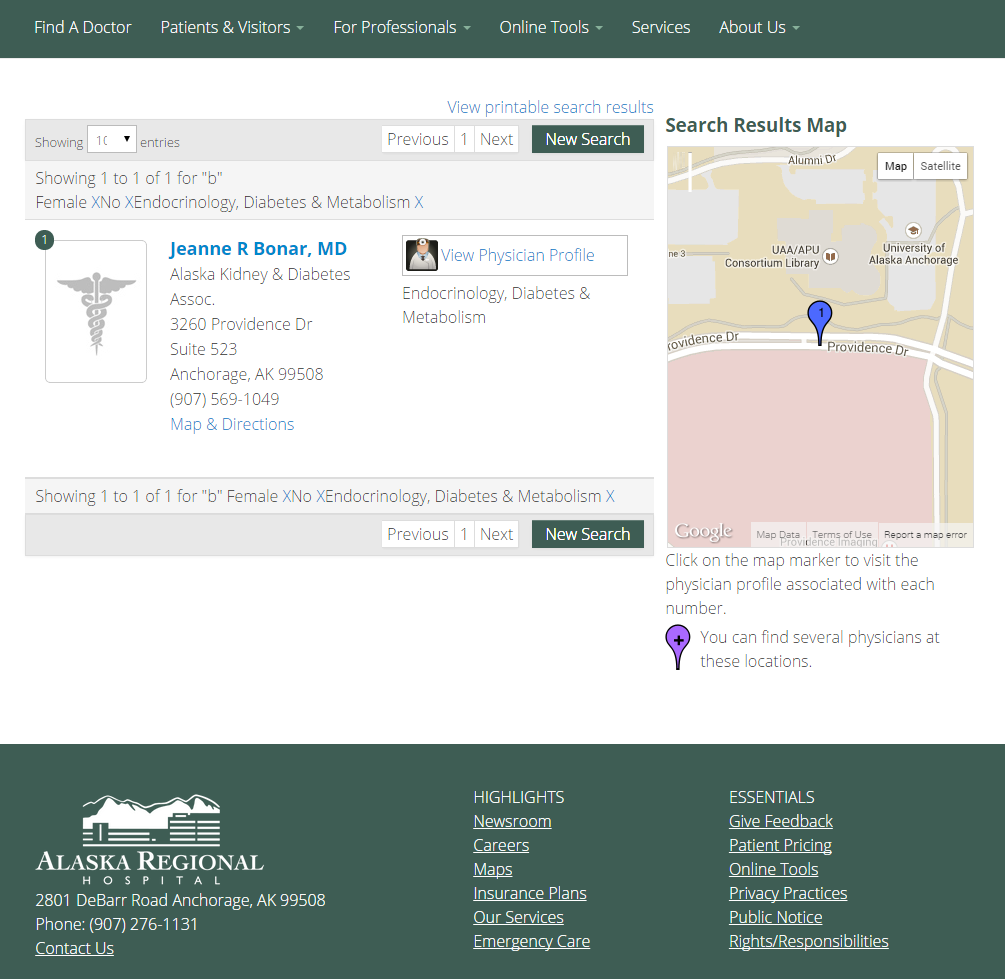 Find A Doctor Patients & Visitors For Professionals Online Tools Services About Us
View printable search results
Showing 10 entries
Previous 1 Next New Search
Showing 1 to 1 of 1 for "b"
Female XNo XEndocrinology, Diabetes & Metabolism X
1
Jeanne R Bonar, MD
Alaska Kidney & Diabetes
Assoc.
3260 Providence Dr
Suite 523
Anchorage, AK 99508
(907) 569-1049
Map & Directions
View Physician Profile
Endocrinology, Diabetes &
Metabolism
Showing 1 to 1 of 1 for "b" Female XNo XEndocrinology, Diabetes & Metabolism X
Previous 1 Next New Search
Search Results Map
Alumni Dr
Map Satellite
UAA/APU
Consortium Library
University of
Alaska Anchorage
ne 3
1
Providence Dr
Providence Dr
Google
Map Data Terms of Use Report a map error
Providence Imaging
Click on the map marker to visit the
physician profile associated with each
number.
+
You can find several physicians at
these locations.
ALASKA REGIONAL
HOSPITAL
2801 DeBarr Road Anchorage, AK 99508
Phone: (907) 276-1131
Contact Us
HIGHLIGHTS
Newsroom
Careers
Maps
Insurance Plans
Our Services
Emergency Care
ESSENTIALS
Give Feedback
Patient Pricing
Online Tools
Privacy Practices
Public Notice
Rights/Responsibilities